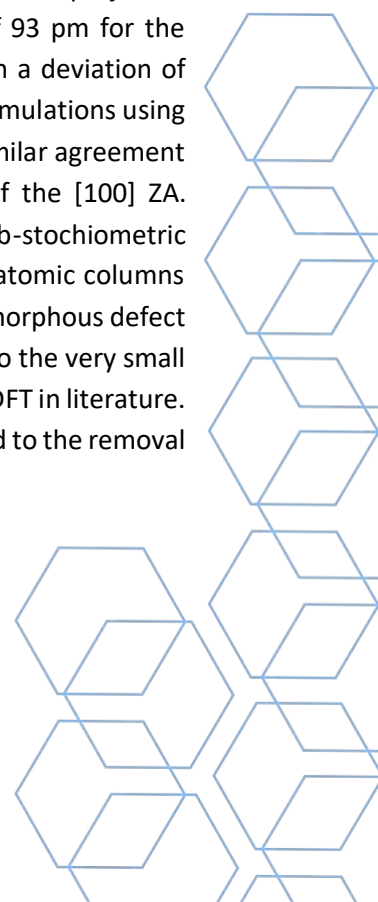 f 93 pm for the
n a deviation of
mulations using
milar agreement
f the [100] ZA.
b-stochiometric
atomic columns
norphous defect
o the very small
DFT in literature.
d to the removal